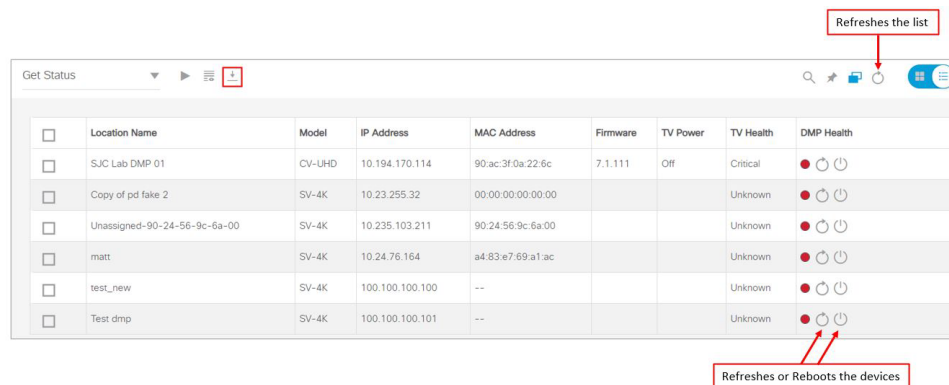 Refreshes the list
Get Status
Location Name Model IP Address MAC Address Firmware TV Power TV Health DMP Health
SJC Lab DMP 01 CV-UHD 10.194.170.114 90:ac:3f:0a:22:6c 7.1.111 Off Critical
Copy of pd fake 2 SV-4K 10.23.255.32 00:00:00:00:00:00 Unknown
Unassigned-90-24-56-9c-6a-00 SV-4K 10.235.103.211 90:24:56:9c:6a:00 Unknown
matt SV-4K 10.24.76.164 a4:83:e7:69:a1:ac Unknown
test_new SV-4K 100.100.100.100 -- Unknown
Test dmp SV-4K 100.100.100.101 -- Unknown
Refreshes or Reboots the devices